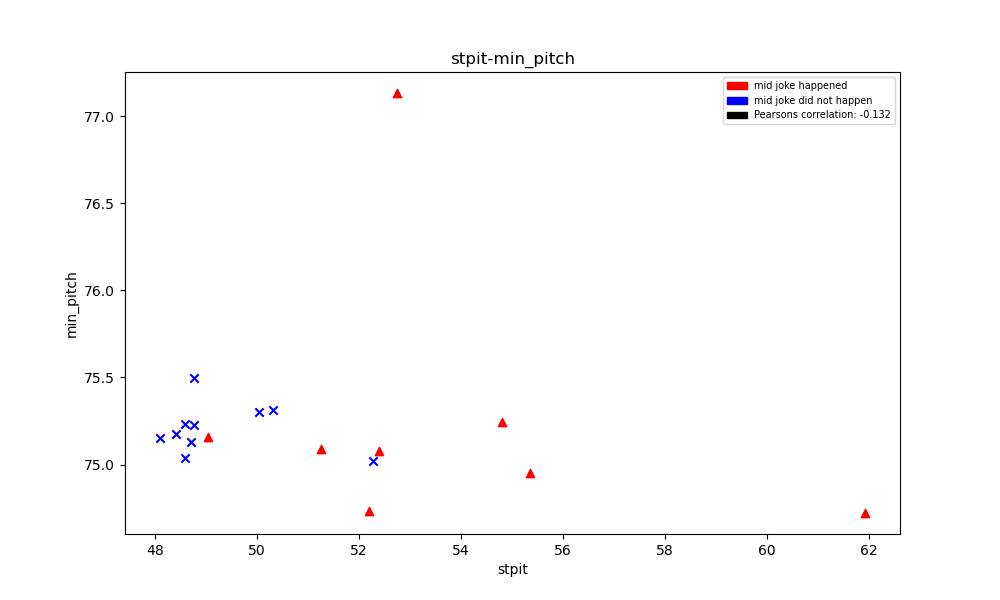 stpit-min_pitch
mid joke happened
mid joke did not happen
Pearsons correlation: -0.132
77.0
76.5
76.0
75.5
75.0
min_pitch
48 50 52 54 56 58 60 62
stpit